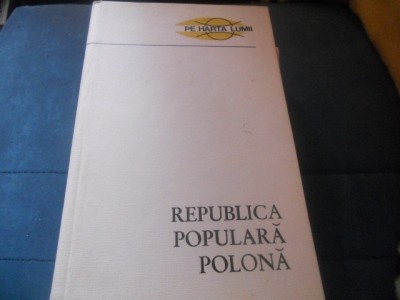 PE HARTA LUMII
REPUBLICA
POPULARĂ
POLONĂ